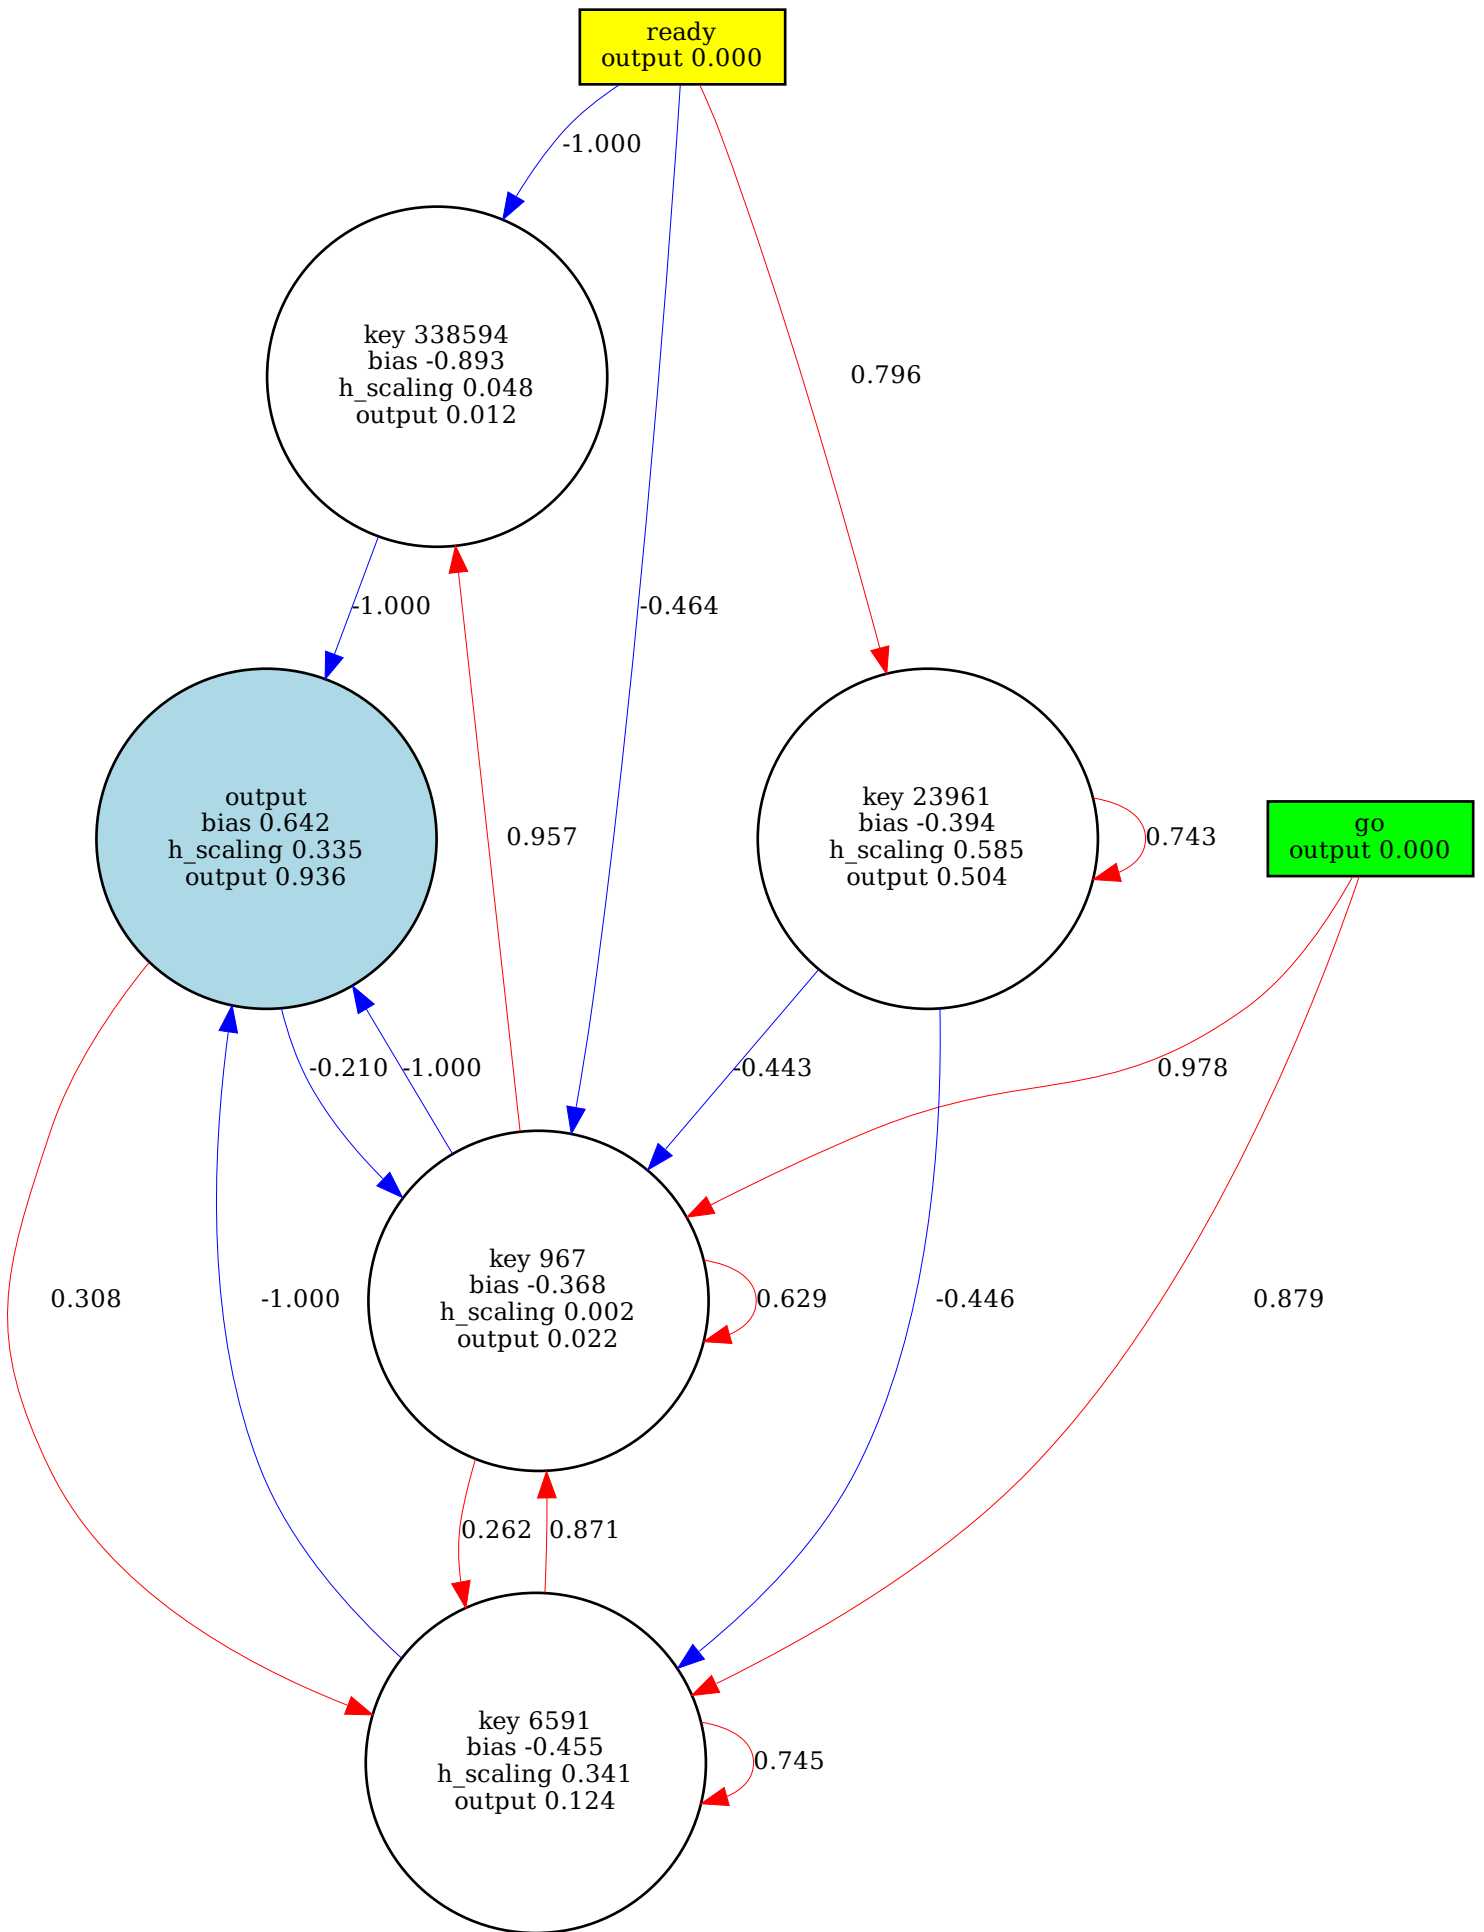 ready
output 0.000
-1.000
key 338594
bias -0.893
h_scaling 0.048
output 0.012
0.796
-1.000
-0.464
output
bias 0.642
h_scaling 0.335
output 0.936
0.957
key 23961
bias -0.394
h_scaling 0.585
output 0.504
0.743
go
output 0.000
-0.210
-1.000
-0.443
0.978
0.308
-1.000
key 967
bias -0.368
h_scaling 0.002
output 0.022
0.629
-0.446
0.879
0.262
0.871
key 6591
bias -0.455
h_scaling 0.341
output 0.124
0.745